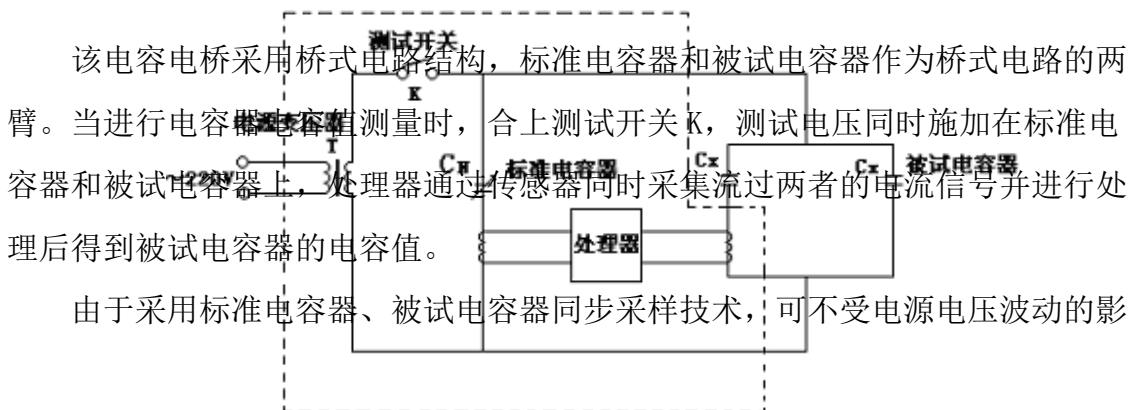 测试开关
该电容电桥采用桥式电路结构，标准电容器和被试电容器作为桥式电路的两
K
臂。当进行电容器电容值测量时，合上测试开关K，测试电压同时施加在标准电
电源变压器
T
CN
标准电容器
Cx
Cx
被试电容器
~220V
容器和被试电容器上，处理器通过传感器同时采集流过两者的电流信号并进行处
处理器
理后得到被试电容器的电容值。
由于采用标准电容器、被试电容器同步采样技术，可不受电源电压波动的影